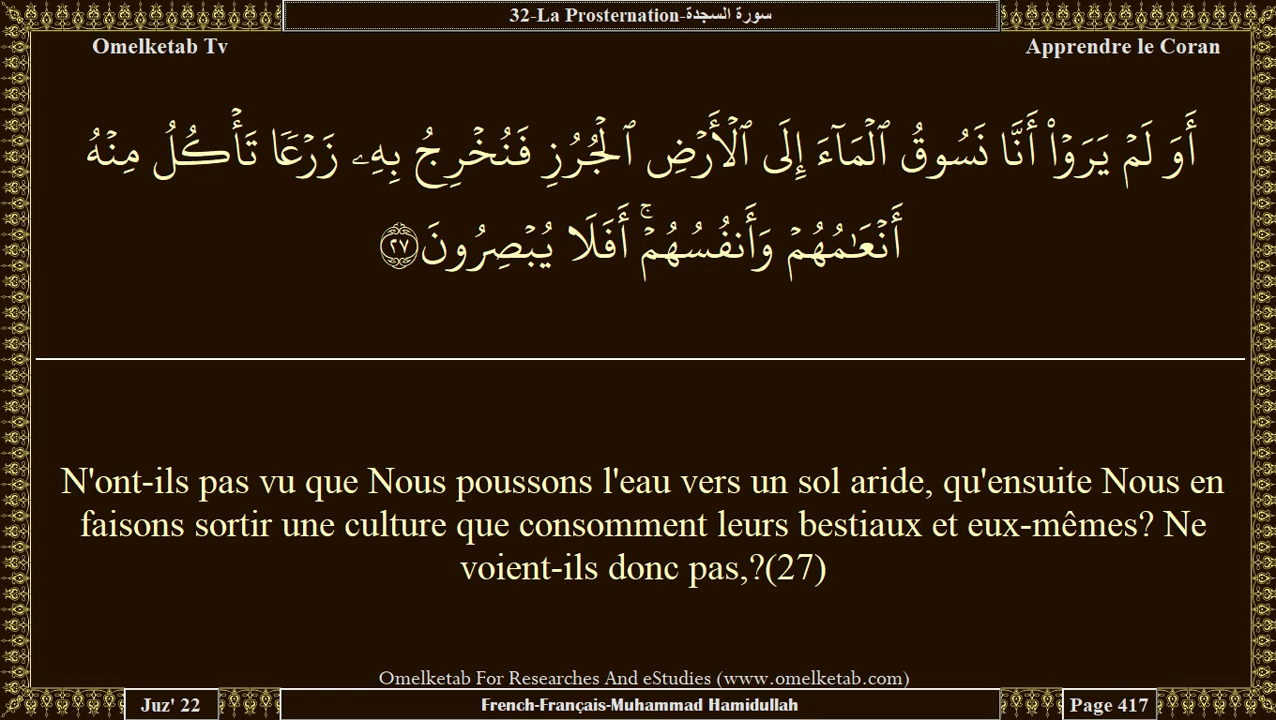 32-La Prosternation-سورة السجدة
Omelketab Tv
Apprendre le Coran
أَوَ لَمۡ يَرَوۡاْ أَنَّا نَسُوقُ ٱلۡمَآءَ إِلَى ٱلۡأَرۡضِ ٱلۡجُرُزِ فَنُخۡرِجُ بِهِۦ زَرۡعٗا تَأۡكُلُ مِنۡهُ
أَنۡعَٰمُهُمۡ وَأَنفُسُهُمۡۚ أَفَلَا يُبۡصِرُونَ ٢٧
N'ont-ils pas vu que Nous poussons l'eau vers un sol aride, qu'ensuite Nous en
faisons sortir une culture que consomment leurs bestiaux et eux-mêmes? Ne
voient-ils donc pas,?(27)
Omelketab For Researches And eStudies (www.omelketab.com)
Juz' 22
French-Français-Muhammad Hamidullah
Page 417